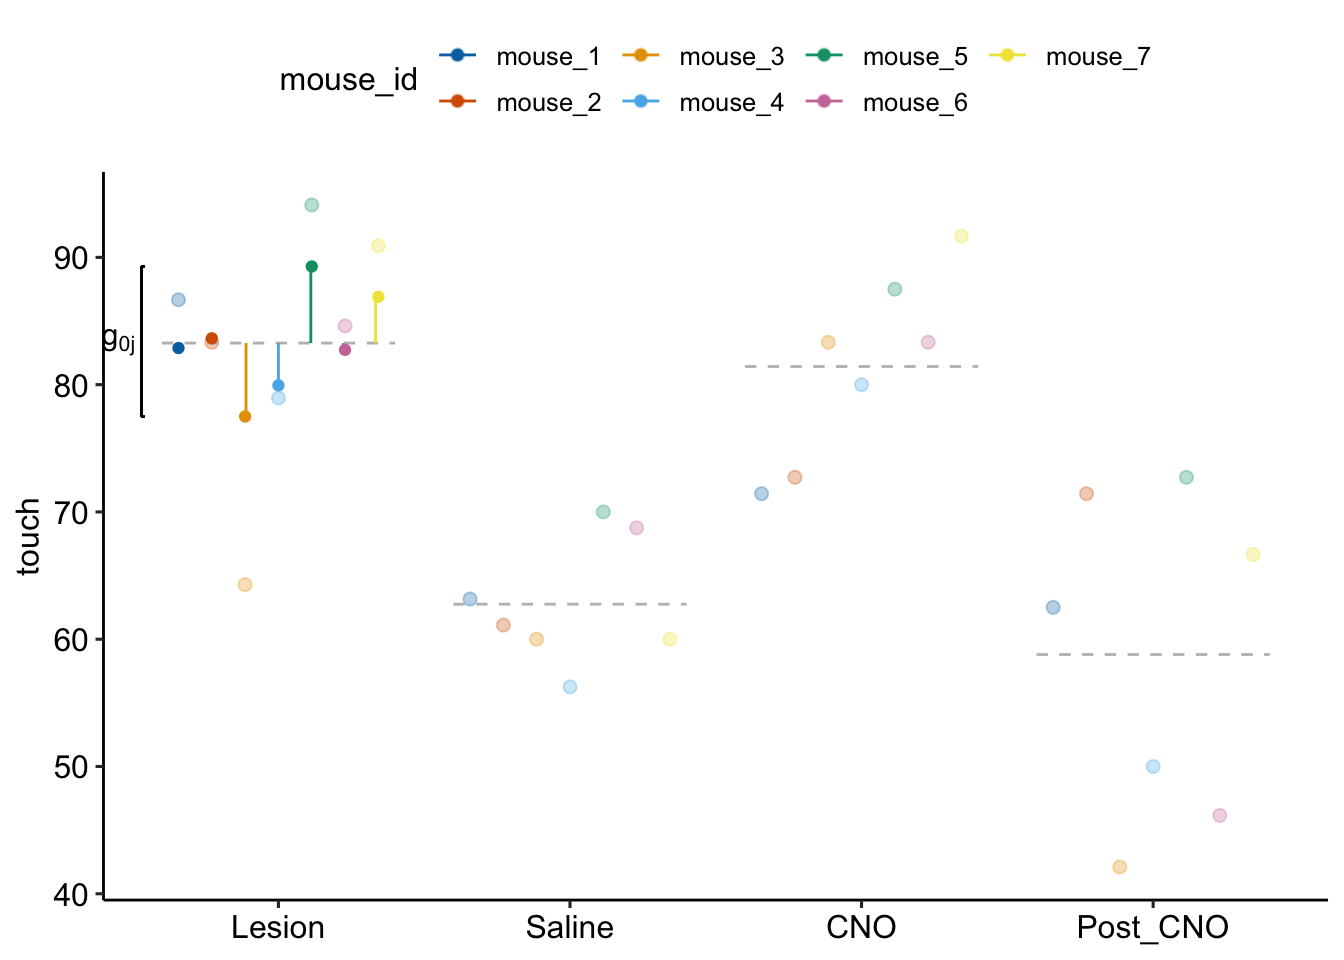 mouse_id
mouse_1 mouse_3 mouse_5 mouse_7
mouse_2 mouse_4 mouse_6
90
g0j
80
70
touch
60
50
40
Lesion Saline CNO Post_CNO